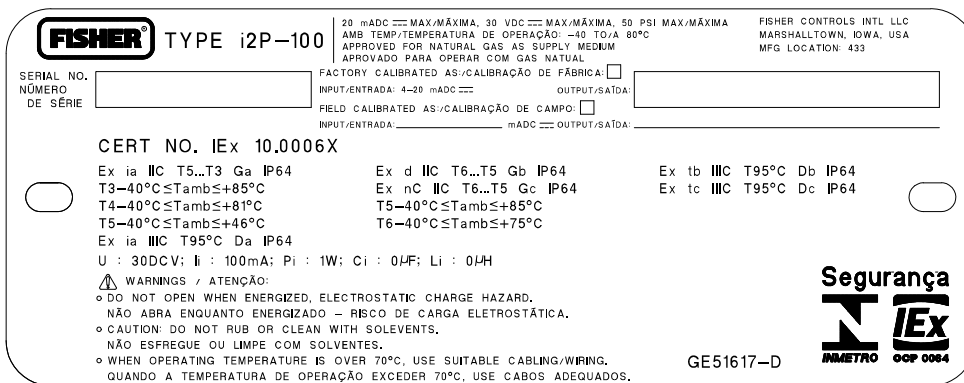 FISHER® TYPE i2P-100
20 mADC ⎓ MAX/MÁXIMA, 30 VDC ⎓ MAX/MÁXIMA, 50 PSI MAX/MÁXIMA
AMB TEMP/TEMPERATURA DE OPERAÇÃO: -40 TO/A 80°C
APPROVED FOR NATURAL GAS AS SUPPLY MEDIUM
APROVADO PARA OPERAR COM GAS NATUAL
FISHER CONTROLS INTL LLC
MARSHALLTOWN, IOWA, USA
MFG LOCATION: 433
SERIAL NO.
NÚMERO
DE SÉRIE
FACTORY CALIBRATED AS:/CALIBRAÇÃO DE FÁBRICA:
INPUT/ENTRADA: 4-20 mADC ⎓ OUTPUT/SAÍDA:
FIELD CALIBRATED AS:/CALIBRAÇÃO DE CAMPO:
INPUT/ENTRADA: mADC ⎓ OUTPUT/SAÍDA:
CERT NO. IEx 10.0006X
Ex ia IIC T5...T3 Ga IP64
T3-40°C≤Tamb≤+85°C
T4-40°C≤Tamb≤+81°C
T5-40°C≤Tamb≤+46°C
Ex ia IIIC T95°C Da IP64
Ex d IIC T6...T5 Gb IP64
Ex nC IIC T6...T5 Gc IP64
T5-40°C≤Tamb≤+85°C
T6-40°C≤Tamb≤+75°C
Ex tb IIIC T95°C Db IP64
Ex tc IIIC T95°C Dc IP64
U : 30DCV; Ii : 100mA; Pi : 1W; Ci : 0µF; Li : 0µH
WARNINGS / ATENÇÃO:
DO NOT OPEN WHEN ENERGIZED, ELECTROSTATIC CHARGE HAZARD.
NÃO ABRA ENQUANTO ENERGIZADO – RISCO DE CARGA ELETROSTÁTICA.
CAUTION: DO NOT RUB OR CLEAN WITH SOLEVENTS.
NÃO ESFREGUE OU LIMPE COM SOLVENTES.
WHEN OPERATING TEMPERATURE IS OVER 70°C, USE SUITABLE CABLING/WIRING.
QUANDO A TEMPERATURA DE OPERAÇÃO EXCEDER 70°C, USE CABOS ADEQUADOS.
GE51617-D
Segurança
IEx
INMETRO OCP 0064